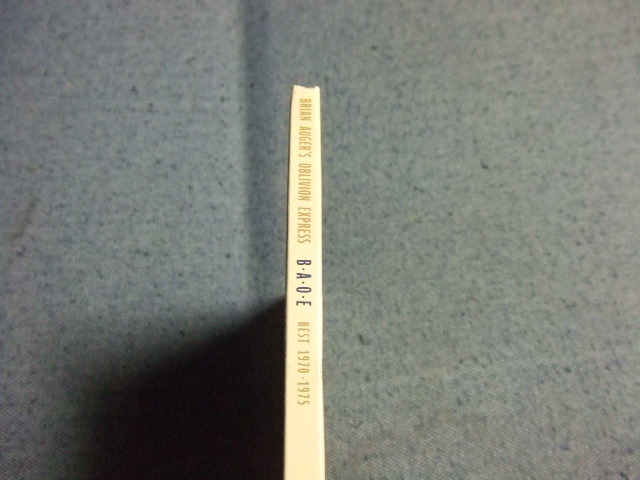 BRIAN AUGER'S OBLIVION EXPRESS B·A·O·E BEST 1970-1975